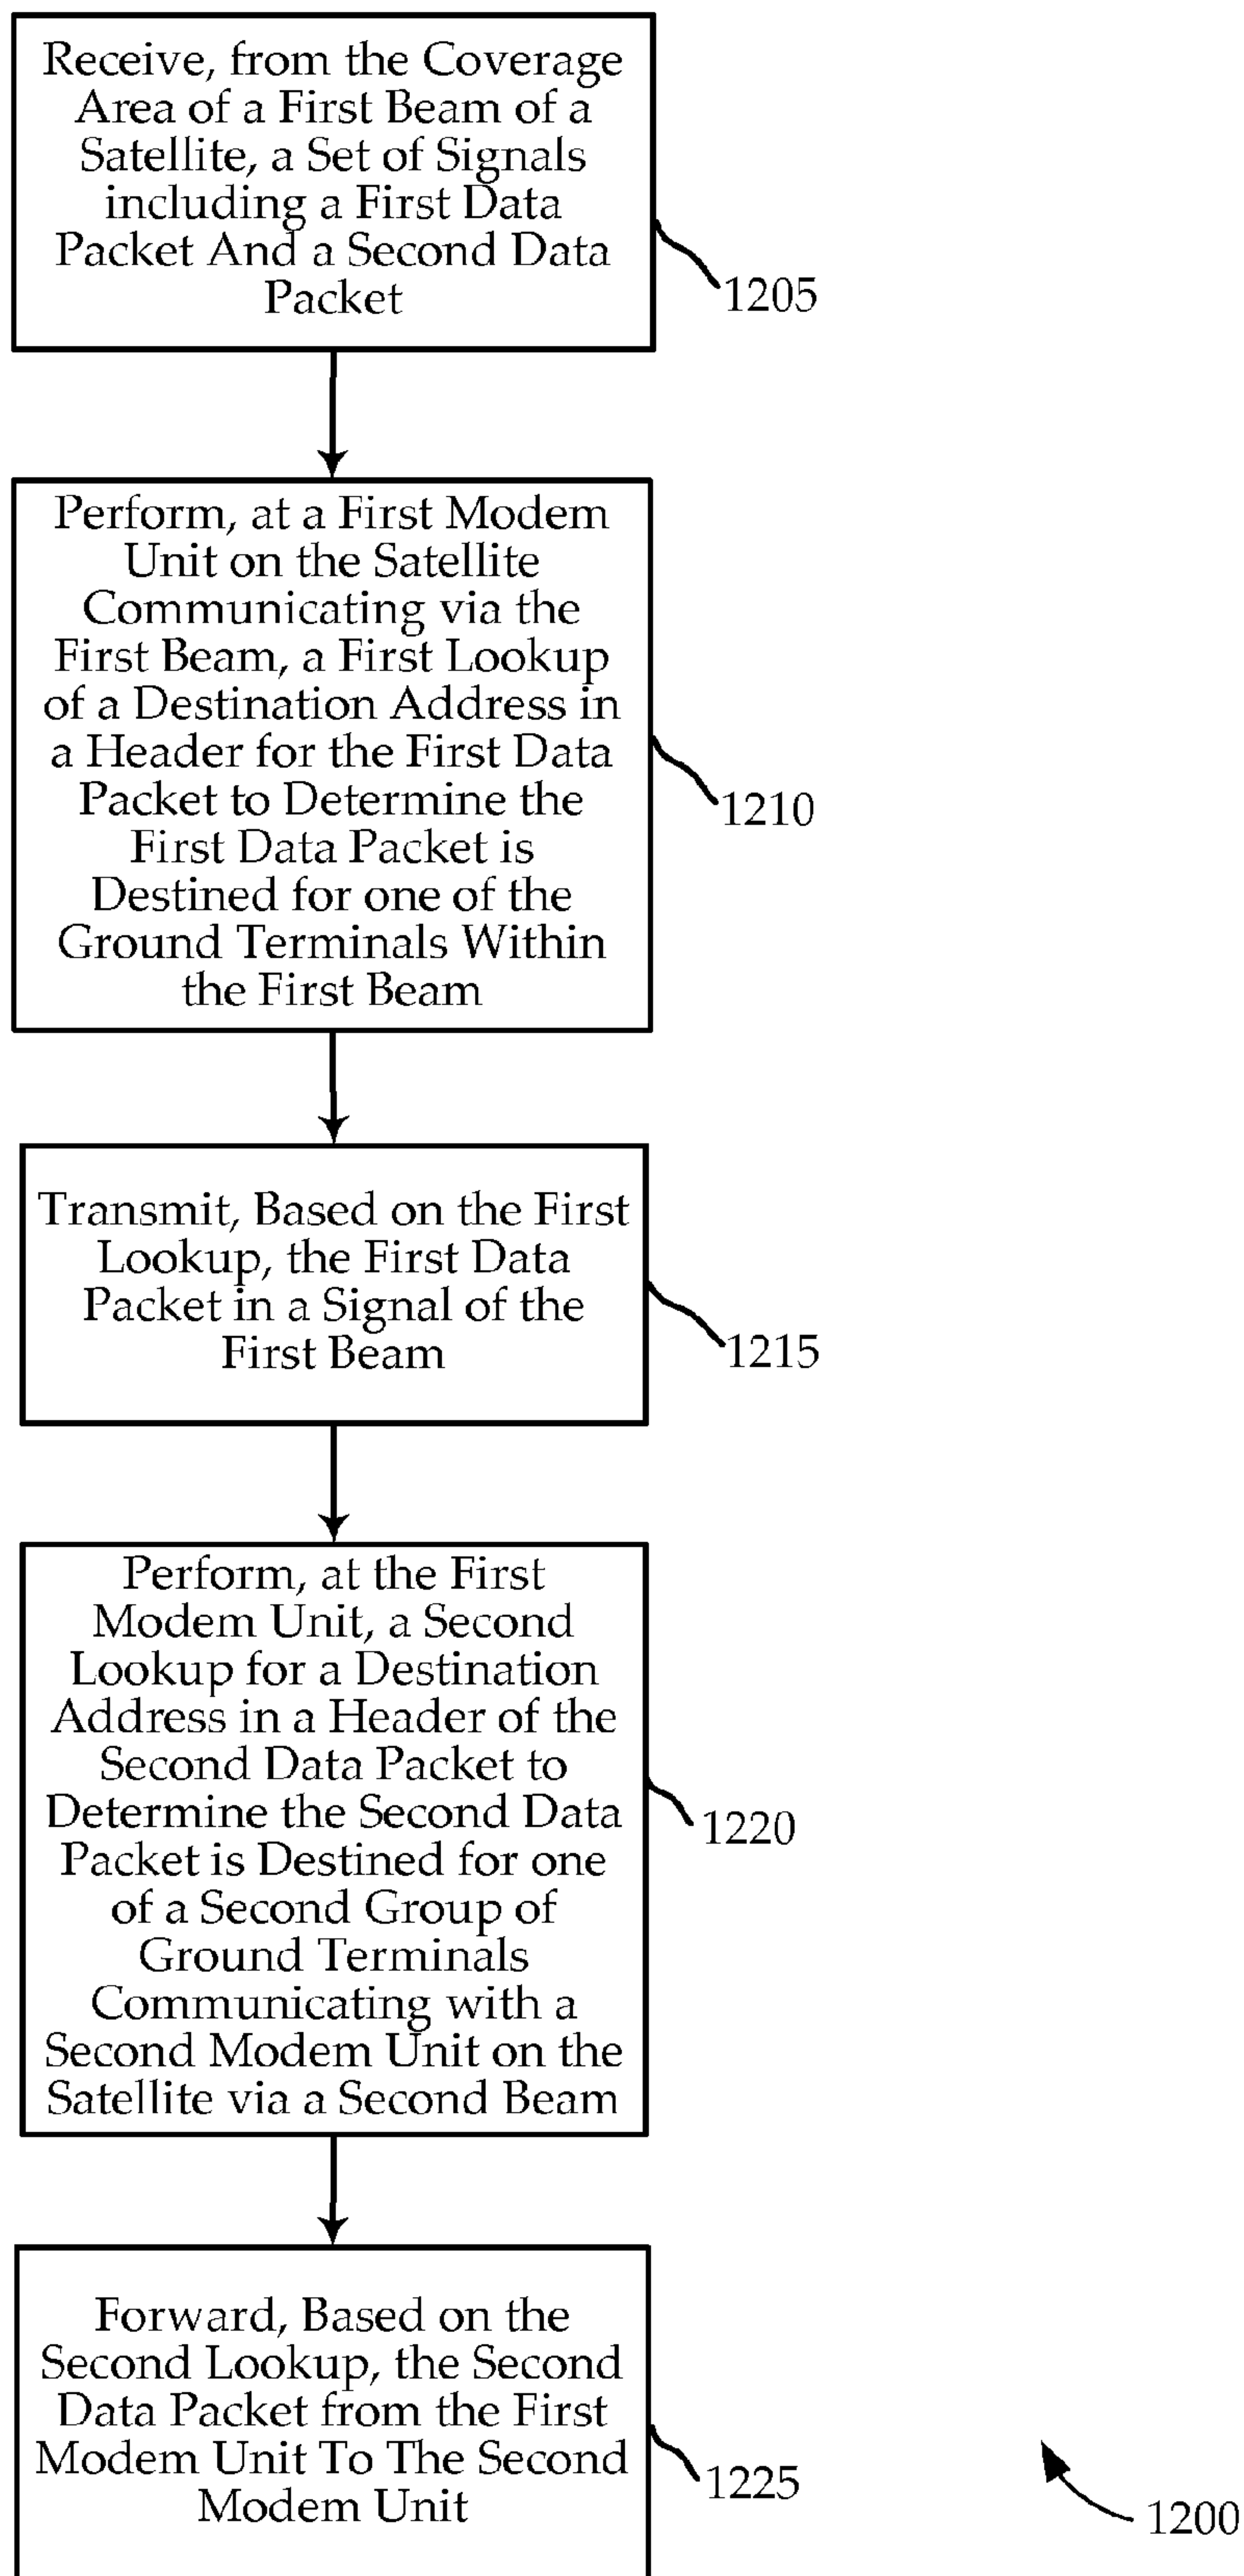 Receive, from the Coverage
Area of a First Beam of a
Satellite, a Set of Signals
including a First Data
Packet And a Second Data
Packet
1205
Perform, at a First Modem
Unit on the Satellite
Communicating via the
First Beam, a First Lookup
of a Destination Address in
a Header for the First Data
Packet to Determine the
First Data Packet is
Destined for one of the
Ground Terminals Within
the First Beam
1210
Transmit, Based on the First
Lookup, the First Data
Packet in a Signal of the
First Beam
1215
Perform, at the First
Modem Unit, a Second
Lookup for a Destination
Address in a Header of the
Second Data Packet to
Determine the Second Data
Packet is Destined for one
of a Second Group of
Ground Terminals
Communicating with a
Second Modem Unit on the
Satellite via a Second Beam
1220
Forward, Based on the
Second Lookup, the Second
Data Packet from the First
Modem Unit To The Second
Modem Unit
1225
1200